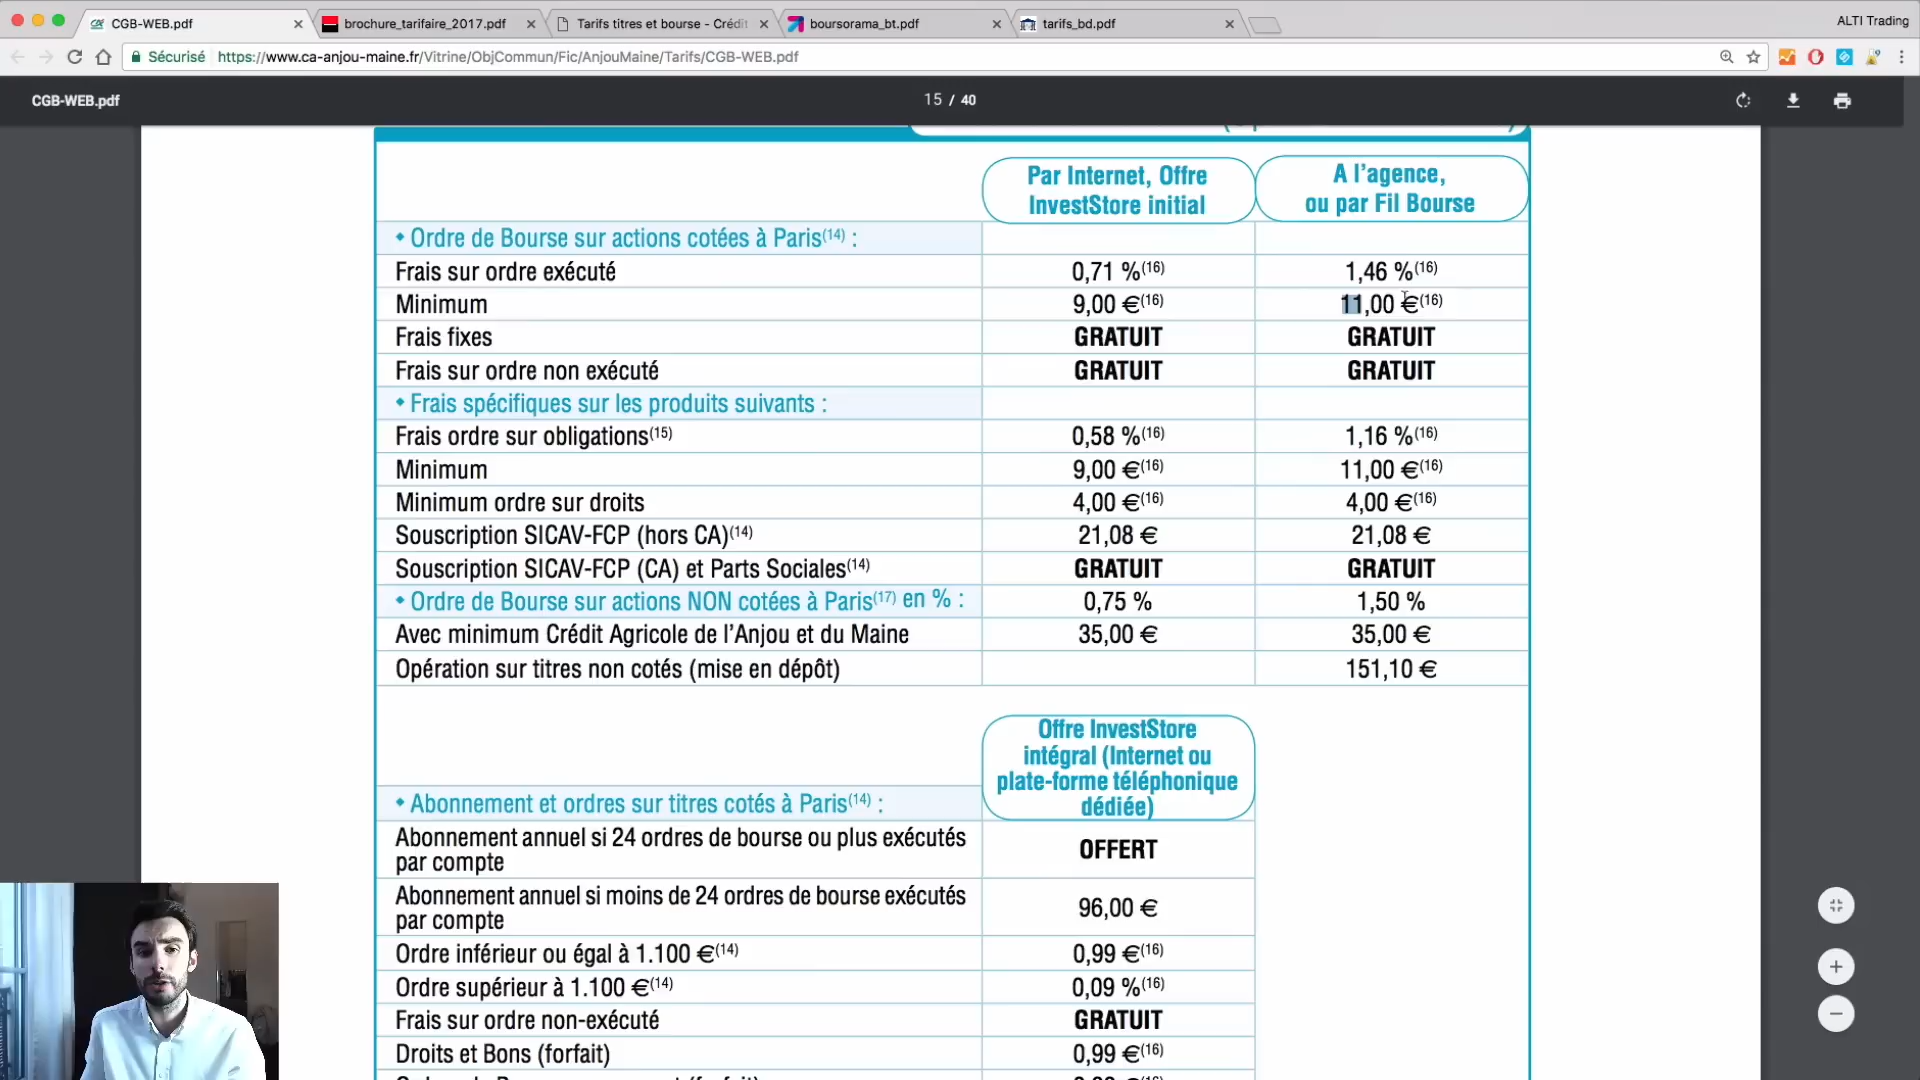 CGB-WEB.pdf
brochure_tarifaire_2017.pdf
Tarifs titres et bourse - Crédit
boursorama_bt.pdf
tarifs_bd.pdf
ALTI Trading
Sécurisé https://www.ca-anjou-maine.fr/Vitrine/ObjCommun/Fic/AnjouMaine/Tarifs/CGB-WEB.pdf
CGB-WEB.pdf 15 / 40
Par Internet, Offre InvestStore initial
A l’agence, ou par Fil Bourse
• Ordre de Bourse sur actions cotées à Paris(14) :
Frais sur ordre exécuté 0,71 %(16) 1,46 %(16)
Minimum 9,00 €(16) 11,00 €(16)
Frais fixes GRATUIT GRATUIT
Frais sur ordre non exécuté GRATUIT GRATUIT
• Frais spécifiques sur les produits suivants :
Frais ordre sur obligations(15) 0,58 %(16) 1,16 %(16)
Minimum 9,00 €(16) 11,00 €(16)
Minimum ordre sur droits 4,00 €(16) 4,00 €(16)
Souscription SICAV-FCP (hors CA)(14) 21,08 € 21,08 €
Souscription SICAV-FCP (CA) et Parts Sociales(14) GRATUIT GRATUIT
• Ordre de Bourse sur actions NON cotées à Paris(17) en % : 0,75 % 1,50 %
Avec minimum Crédit Agricole de l’Anjou et du Maine 35,00 € 35,00 €
Opération sur titres non cotés (mise en dépôt) 151,10 €
Offre InvestStore
intégral (Internet ou
plate-forme téléphonique
dédiée)
• Abonnement et ordres sur titres cotés à Paris(14) :
Abonnement annuel si 24 ordres de bourse ou plus exécutés
par compte OFFERT
Abonnement annuel si moins de 24 ordres de bourse exécutés
par compte 96,00 €
Ordre inférieur ou égal à 1.100 €(14) 0,99 €(16)
Ordre supérieur à 1.100 €(14) 0,09 %(16)
Frais sur ordre non-exécuté GRATUIT
Droits et Bons (forfait) 0,99 €(16)